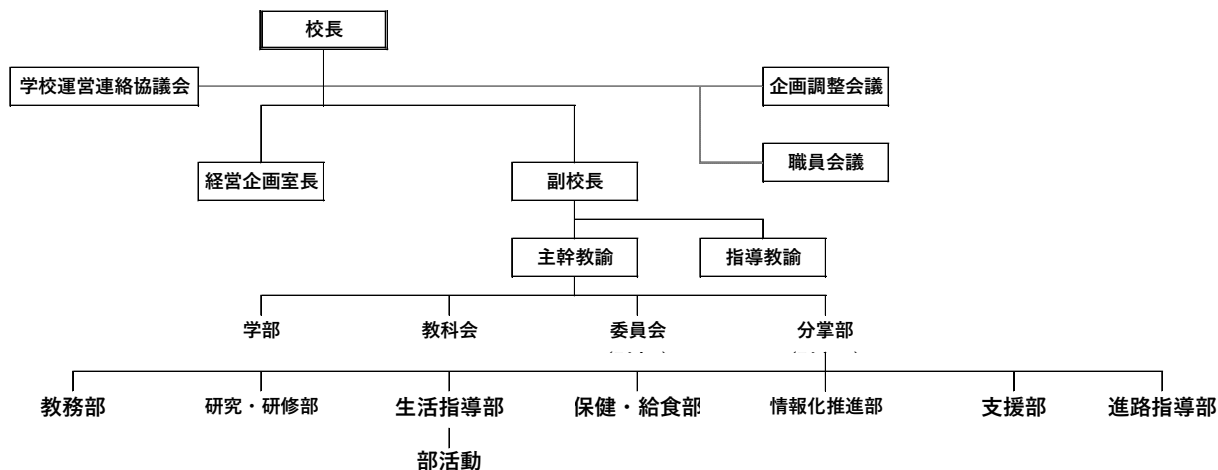 校長
学校運営連絡協議会
企画調整会議
職員会議
経営企画室長
副校長
主幹教諭
指導教諭
学部
教科会
委員会
分掌部
教務部
研究・研修部
生活指導部
保健・給食部
情報化推進部
支援部
進路指導部
部活動